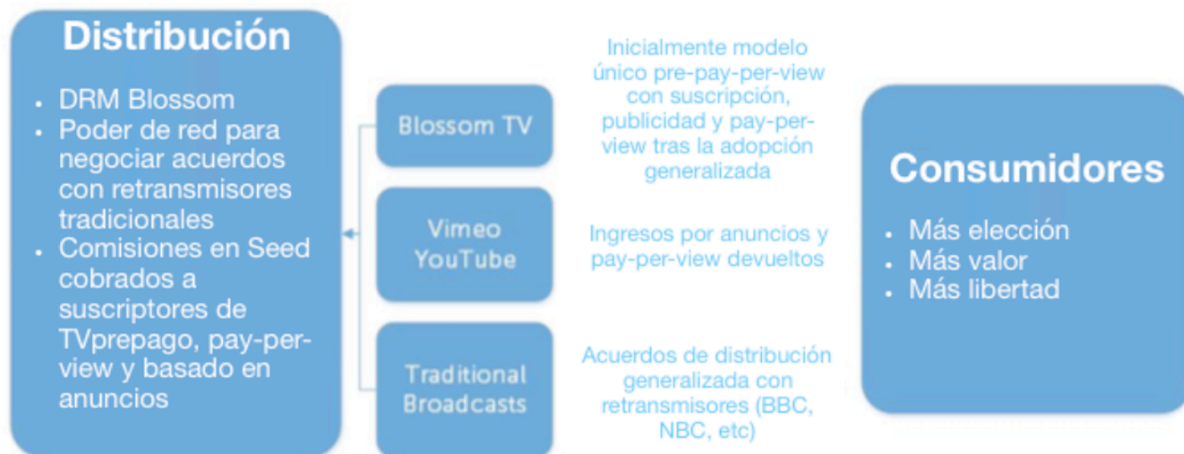 Distribución
• DRM Blossom
• Poder de red para
negociar acuerdos
con retransmisores
tradicionales
• Comisiones en Seed
cobrados a
suscriptores de
TVprepago, pay-per-
view y basado en
anuncios
Blossom TV
Inicialmente modelo
único pre-pay-per-view
con suscripción,
publicidad y pay-per-
view tras la adopción
generalizada
Vimeo
YouTube
Ingresos por anuncios y
pay-per-view devueltos
Traditional
Broadcasts
Acuerdos de distribución
generalizada con
retransmisores (BBC,
NBC, etc)
Consumidores
• Más elección
• Más valor
• Más libertad